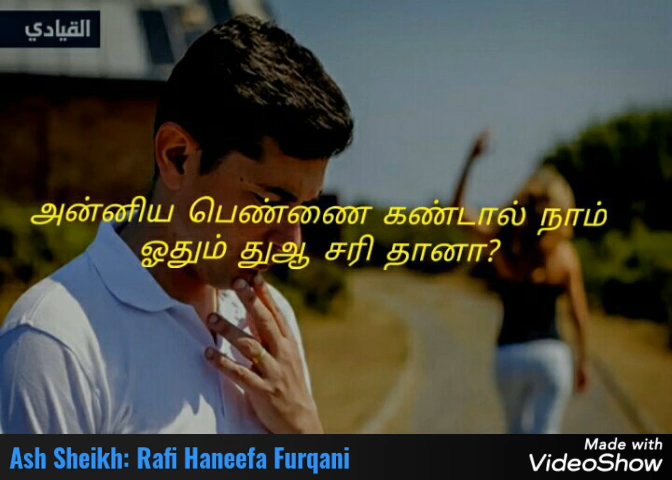 القيادي
அன்னிய பெண்ணை கண்டால் நாம்
ஓதும் துஆ சரி தானா?
Ash Sheikh: Rafi Haneefa Furqani
Made with
VideoShow